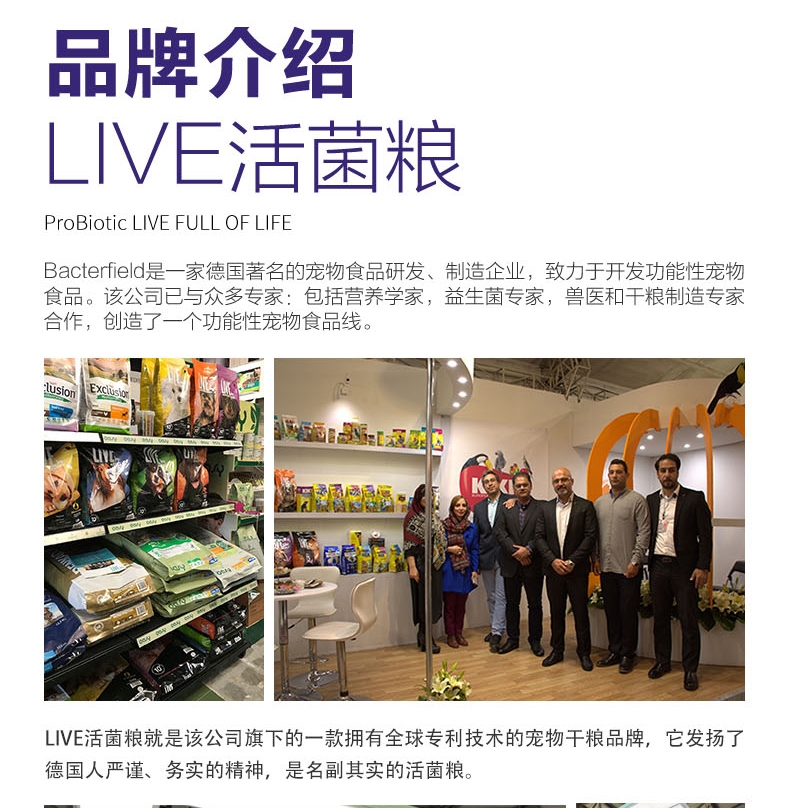 品牌介绍
LIVE活菌粮
ProBiotic LIVE FULL OF LIFE
Bacterfield是一家德国著名的宠物食品研发、制造企业，致力于开发功能性宠物
食品。该公司已与众多专家：包括营养学家，益生菌专家，兽医和干粮制造专家
合作，创造了一个功能性宠物食品线。
Exclusion
LIVE
KIKI
LIVE活菌粮就是该公司旗下的一款拥有全球专利技术的宠物干粮品牌，它发扬了
德国人严谨、务实的精神，是名副其实的活菌粮。